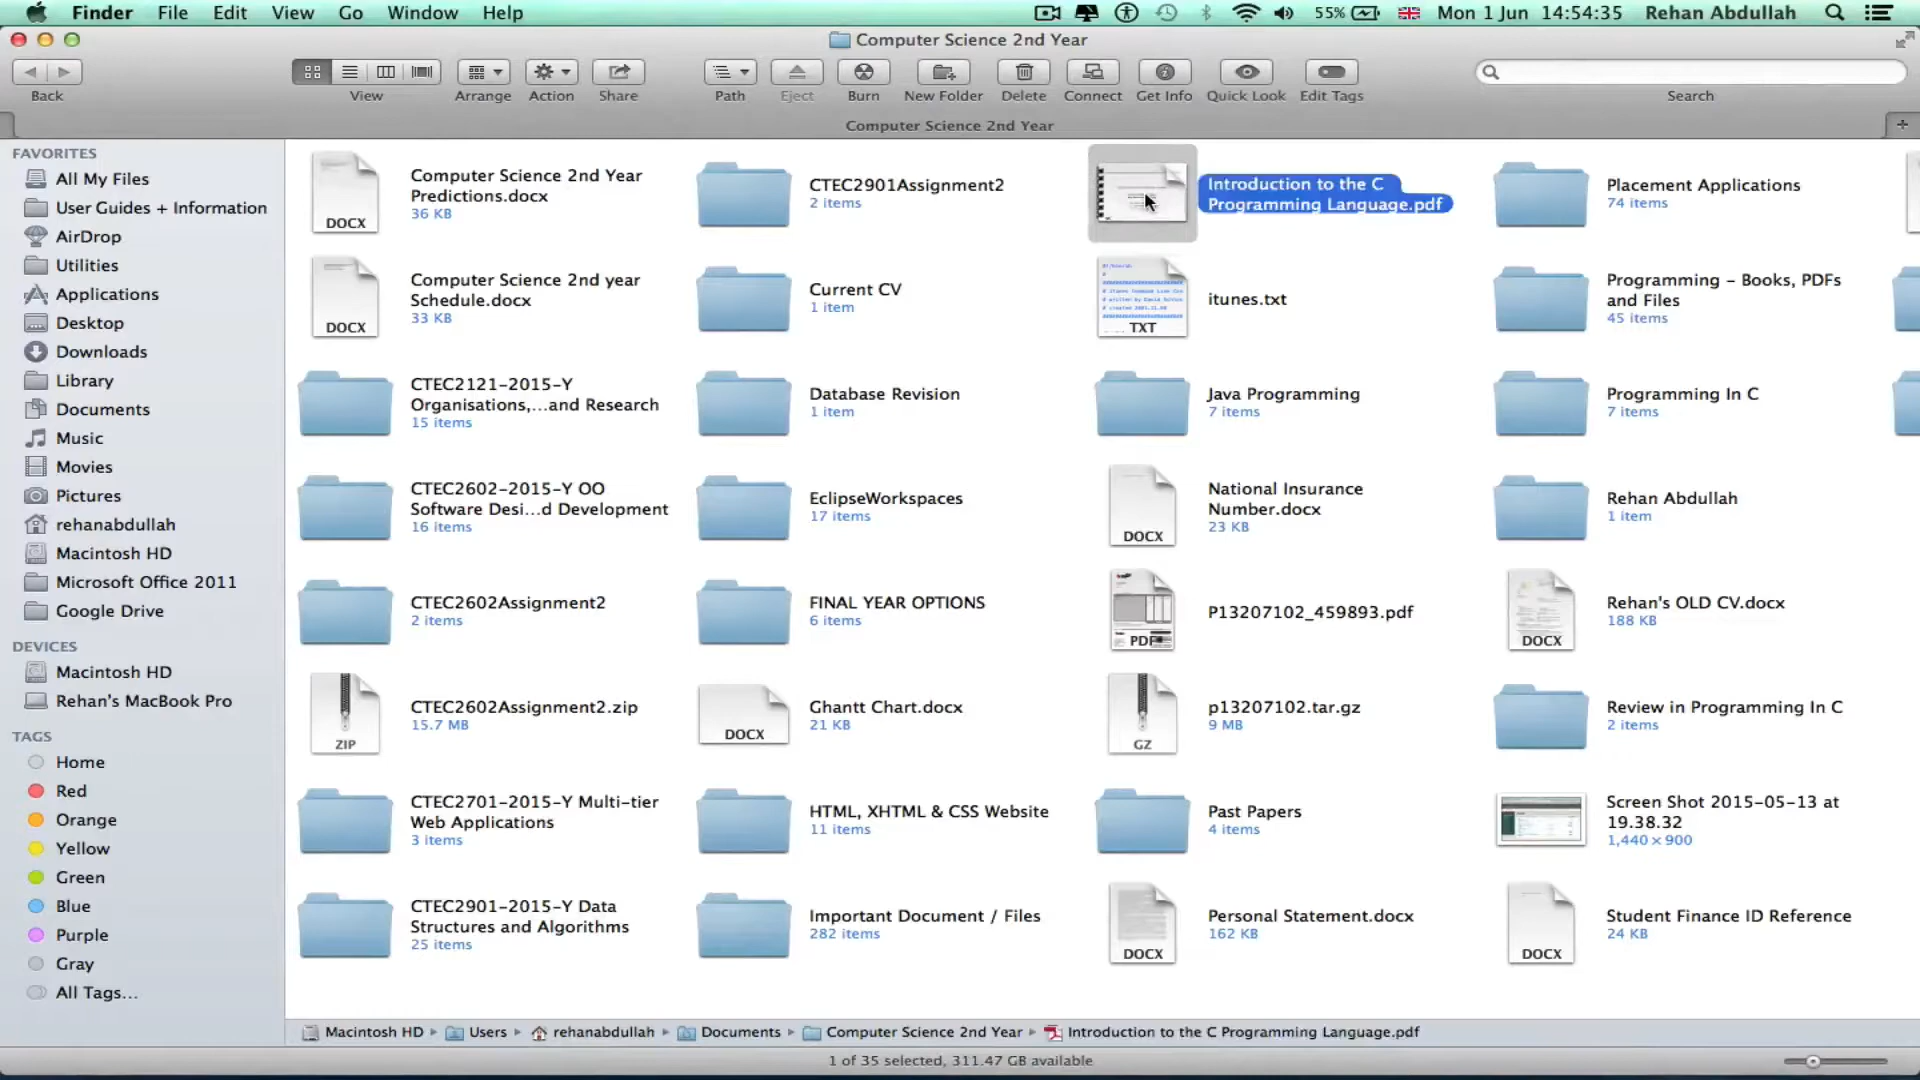 Finder File Edit View Go Window Help 55% Mon 1 Jun 14:54:35 Rehan Abdullah
Computer Science 2nd Year
Back View Arrange Action Share Path Eject Burn New Folder Delete Connect Get Info Quick Look Edit Tags Search
Computer Science 2nd Year
FAVORITES
All My Files
User Guides + Information
AirDrop
Utilities
Applications
Desktop
Downloads
Library
Documents
Music
Movies
Pictures
rehanabdullah
Macintosh HD
Microsoft Office 2011
Google Drive
DEVICES
Macintosh HD
Rehan's MacBook Pro
TAGS
Home
Red
Orange
Yellow
Green
Blue
Purple
Gray
All Tags...
DOCX
Computer Science 2nd Year
Predictions.docx
36 KB
DOCX
Computer Science 2nd year
Schedule.docx
33 KB
CTEC2121-2015-Y
Organisations,...and Research
15 items
CTEC2602-2015-Y OO
Software Desi...d Development
16 items
CTEC2602Assignment2
2 items
ZIP
CTEC2602Assignment2.zip
15.7 MB
CTEC2701-2015-Y Multi-tier
Web Applications
3 items
CTEC2901-2015-Y Data
Structures and Algorithms
25 items
CTEC2901Assignment2
2 items
Current CV
1 item
Database Revision
1 item
EclipseWorkspaces
17 items
FINAL YEAR OPTIONS
6 items
DOCX
Ghantt Chart.docx
21 KB
HTML, XHTML & CSS Website
11 items
Important Document / Files
282 items
Introduction to the C
Programming Language.pdf
TXT
itunes.txt
Java Programming
7 items
DOCX
National Insurance
Number.docx
23 KB
PDF
P13207102_459893.pdf
GZ
p13207102.tar.gz
9 MB
Past Papers
4 items
DOCX
Personal Statement.docx
162 KB
Placement Applications
74 items
Programming - Books, PDFs
and Files
45 items
Programming In C
7 items
Rehan Abdullah
1 item
DOCX
Rehan's OLD CV.docx
188 KB
Review in Programming In C
2 items
Screen Shot 2015-05-13 at
19.38.32
1,440 × 900
DOCX
Student Finance ID Reference
24 KB
Macintosh HD Users rehanabdullah Documents Computer Science 2nd Year Introduction to the C Programming Language.pdf
1 of 35 selected, 311.47 GB available